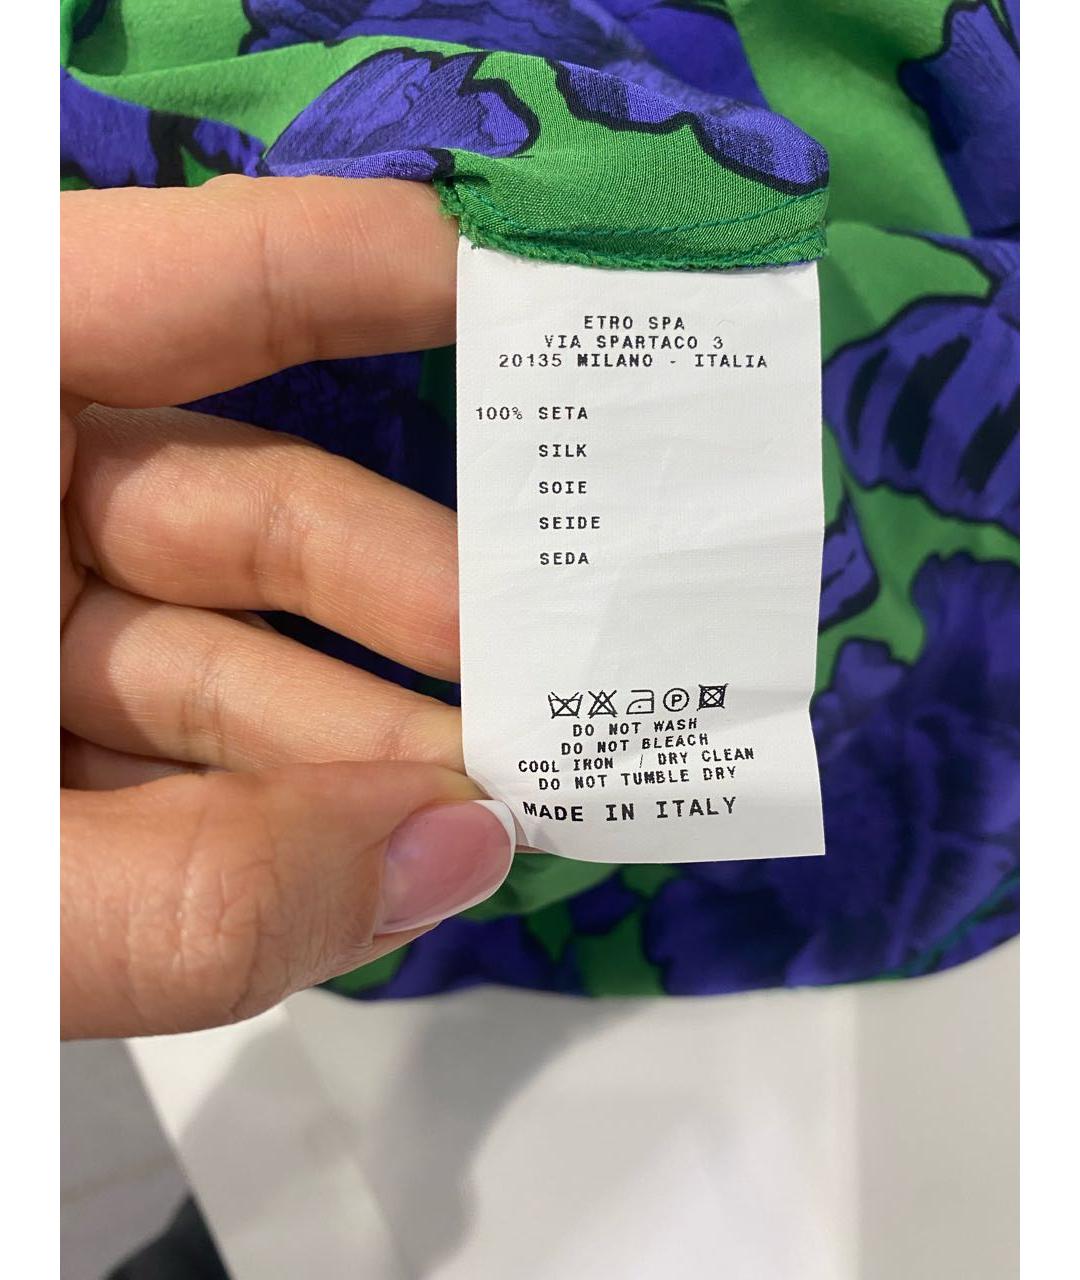 ETRO SPA
VIA SPARTACO 3
20135 MILANO - ITALIA
100% SETA
SILK
SOIE
SEIDE
SEDA
P
DO NOT WASH
DO NOT BLEACH
COOL IRON / DRY CLEAN
DO NOT TUMBLE DRY
MADE IN ITALY